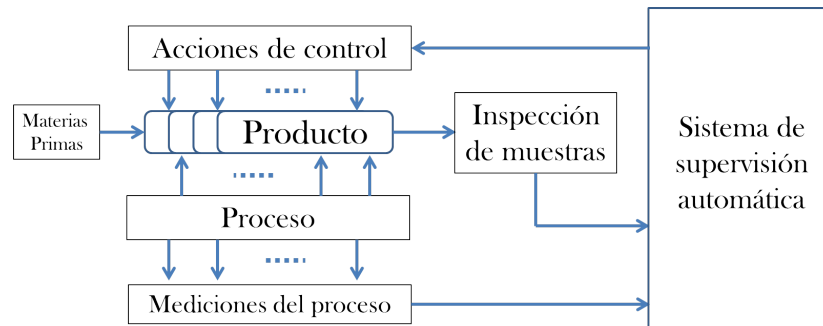 Acciones de control
Materias
Primas
Producto
Inspección
de muestras
Sistema de
supervisión
automática
Proceso
Mediciones del proceso